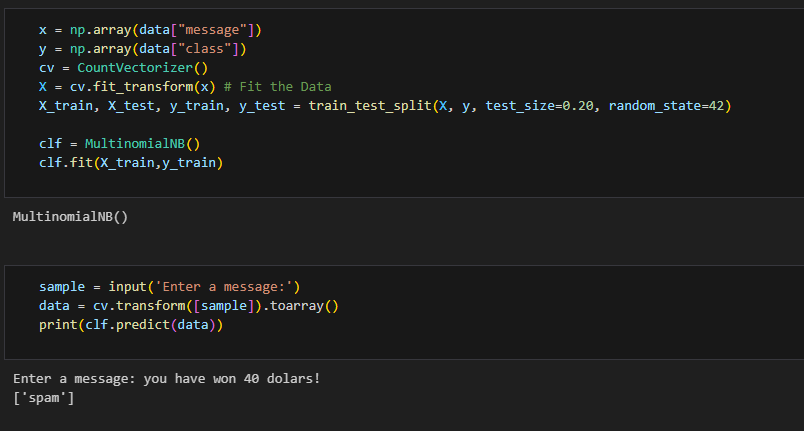 x = np.array(data["message"])
y = np.array(data["class"])
cv = CountVectorizer()
X = cv.fit_transform(x) # Fit the Data
X_train, X_test, y_train, y_test = train_test_split(X, y, test_size=0.20, random_state=42)
clf = MultinomialNB()
clf.fit(X_train,y_train)
MultinomialNB()
sample = input('Enter a message:')
data = cv.transform([sample]).toarray()
print(clf.predict(data))
Enter a message: you have won 40 dolars!
['spam']